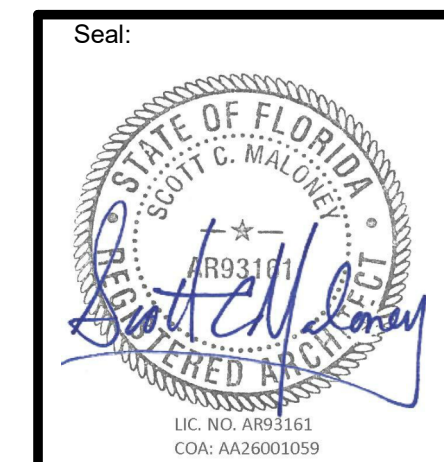 Seal:
STATE OF FLORIDA
SCOTT C. MALONEY
AR93161
REGISTERED ARCHITECT
Scott C Maloney
LIC. NO. AR93161
COA: AA26001059